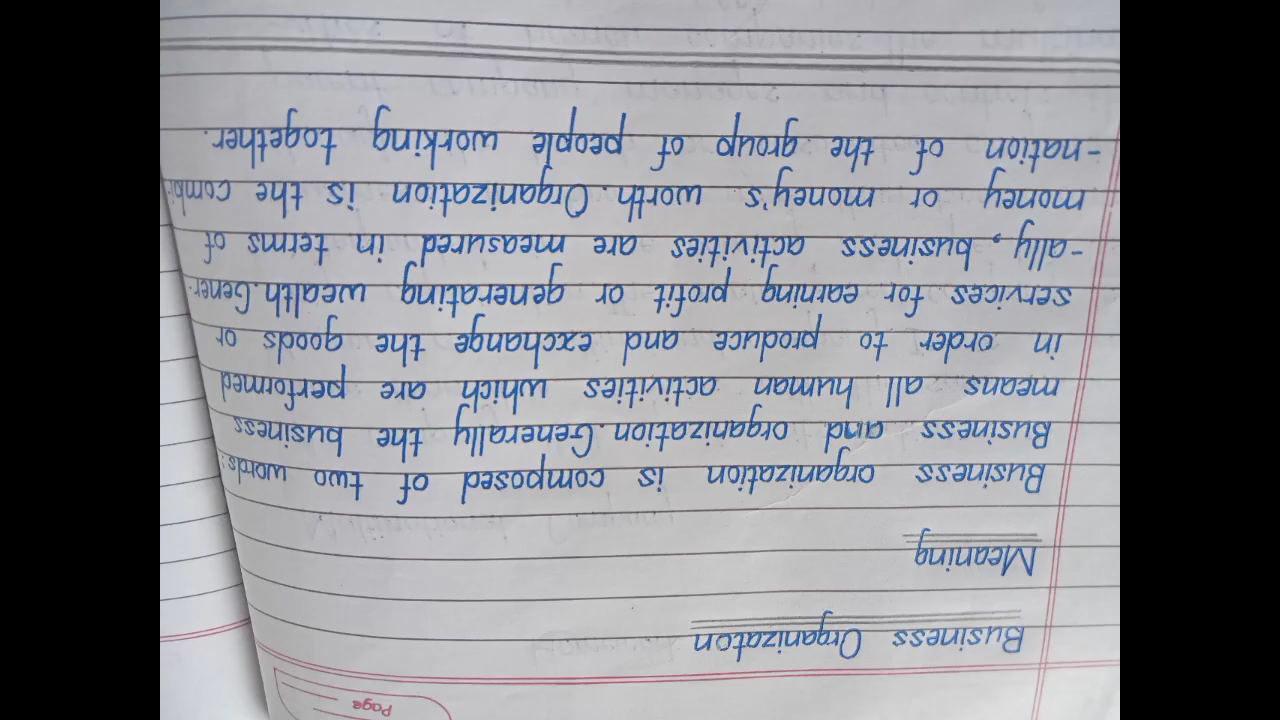 Page
Business Organizaton
Meaning
Business organization is composed of two words:
Business and organization. Generally the business
means all human activities which are performed
in order to produce and exchange the goods or
services for earning profit or generating wealth. Gener-
-ally, business activities are measured in terms of
money or money's worth. Organization is the combi
-nation of the group of people working together.